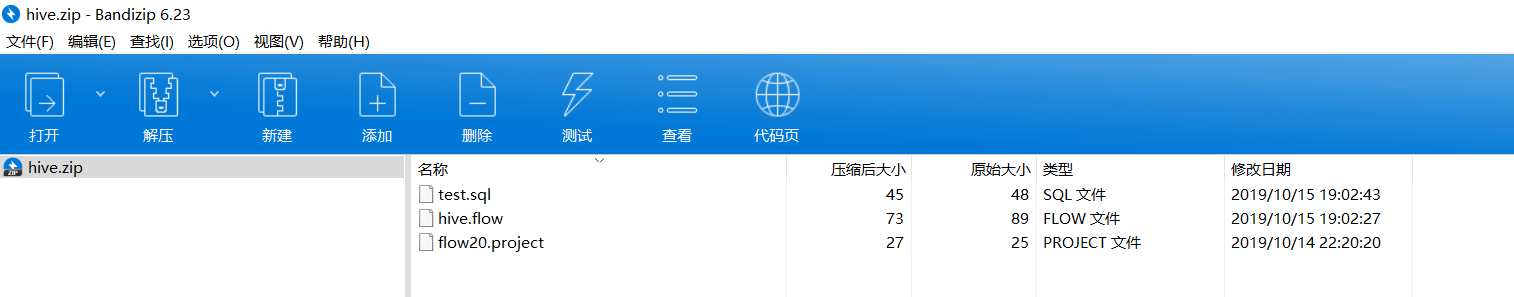 hive.zip - Bandizip 6.23
文件(F) 编辑(E) 查找(I) 选项(O) 视图(V) 帮助(H)
打开 解压 新建 添加 删除 测试 查看 代码页
hive.zip
名称 压缩后大小 原始大小 类型 修改日期
test.sql 45 48 SQL 文件 2019/10/15 19:02:43
hive.flow 73 89 FLOW 文件 2019/10/15 19:02:27
flow20.project 27 25 PROJECT 文件 2019/10/14 22:20:20